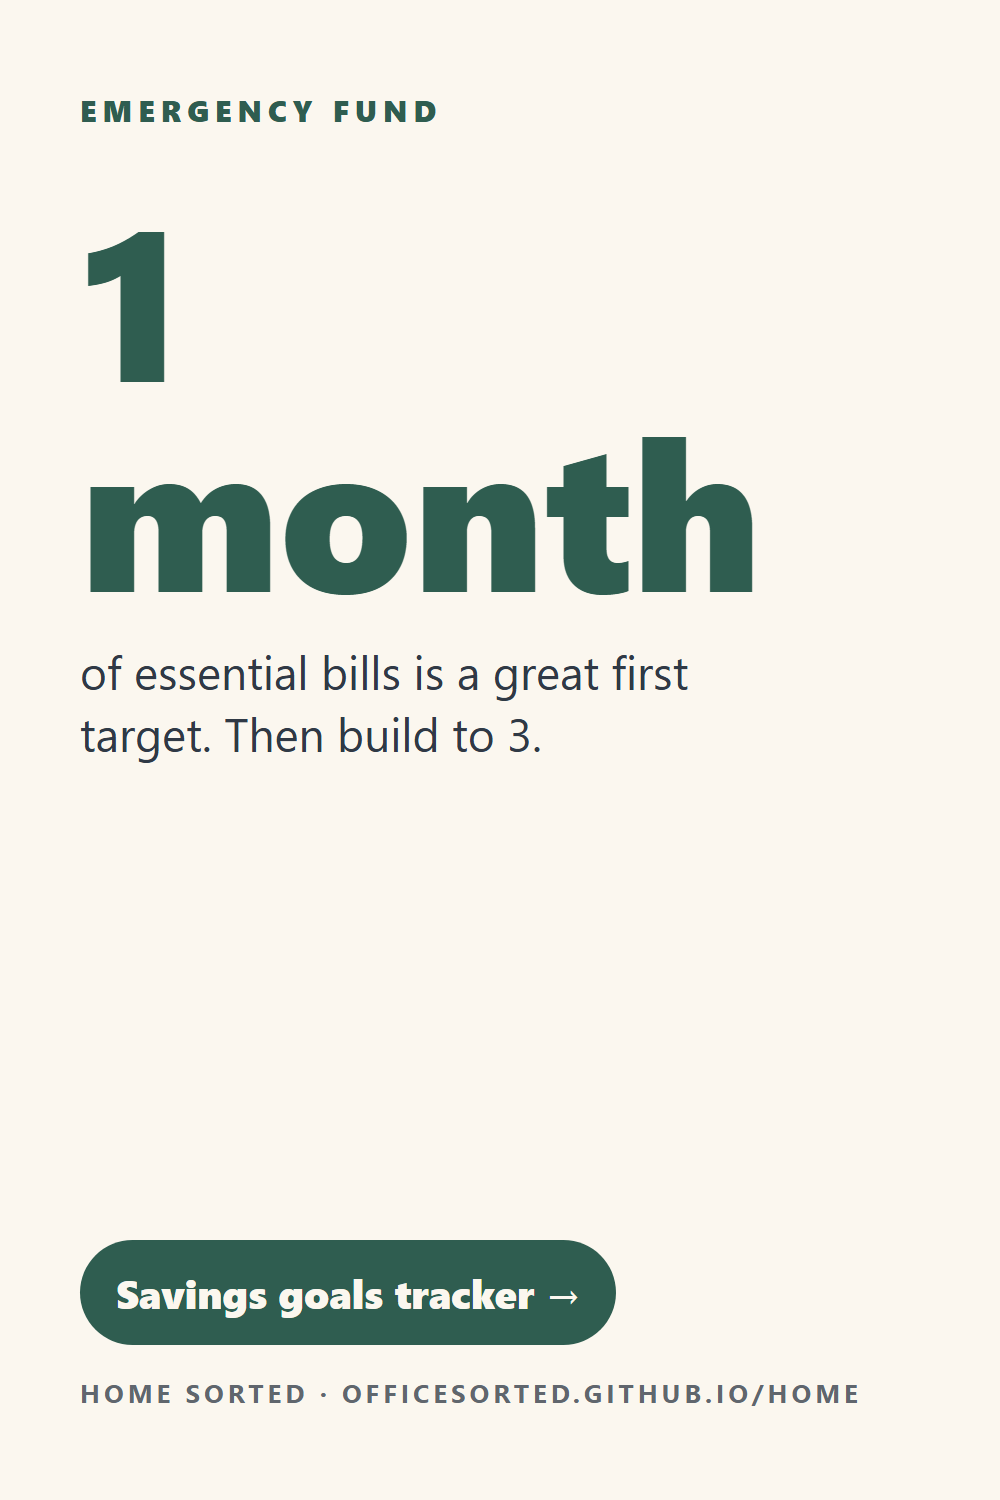 EMERGENCY FUND
1
month
of essential bills is a great first
target. Then build to 3.
Savings goals tracker →
HOME SORTED · OFFICESORTED.GITHUB.IO/HOME